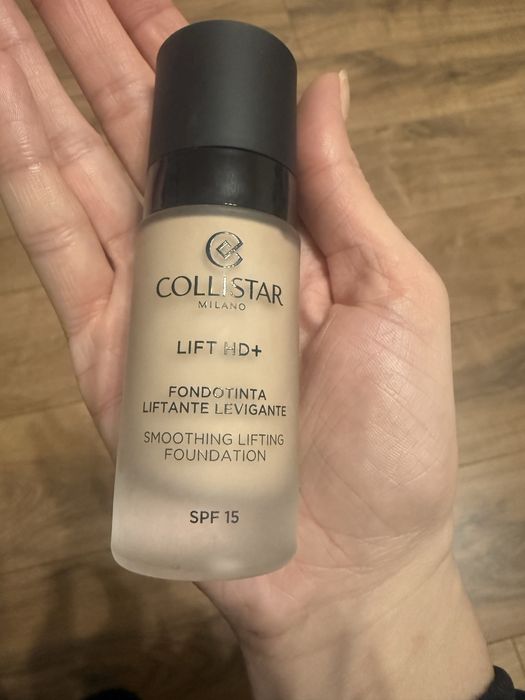 COLLISTAR
MILANO
LIFT HD+
FONDOTINTA
LIFTANTE LEVIGANTE
SMOOTHING LIFTING
FOUNDATION
SPF 15